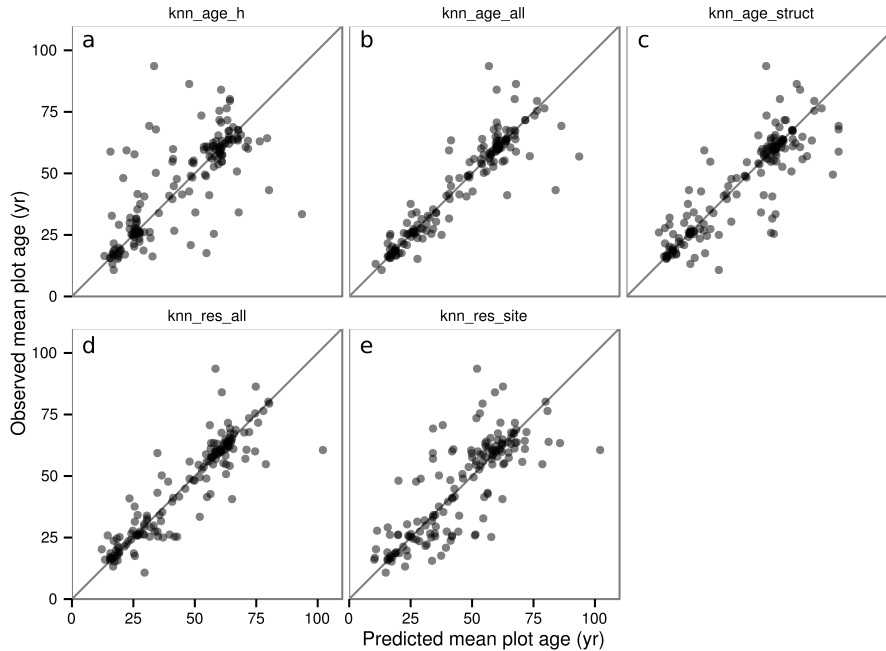 knn_age_h knn_age_all knn_age_struct
a b c
100
75
50
25
0
knn_res_all knn_res_site
d e
100
75
50
25
0
0 25 50 75 100 0 25 50 75 100
Observed mean plot age (yr)
Predicted mean plot age (yr)